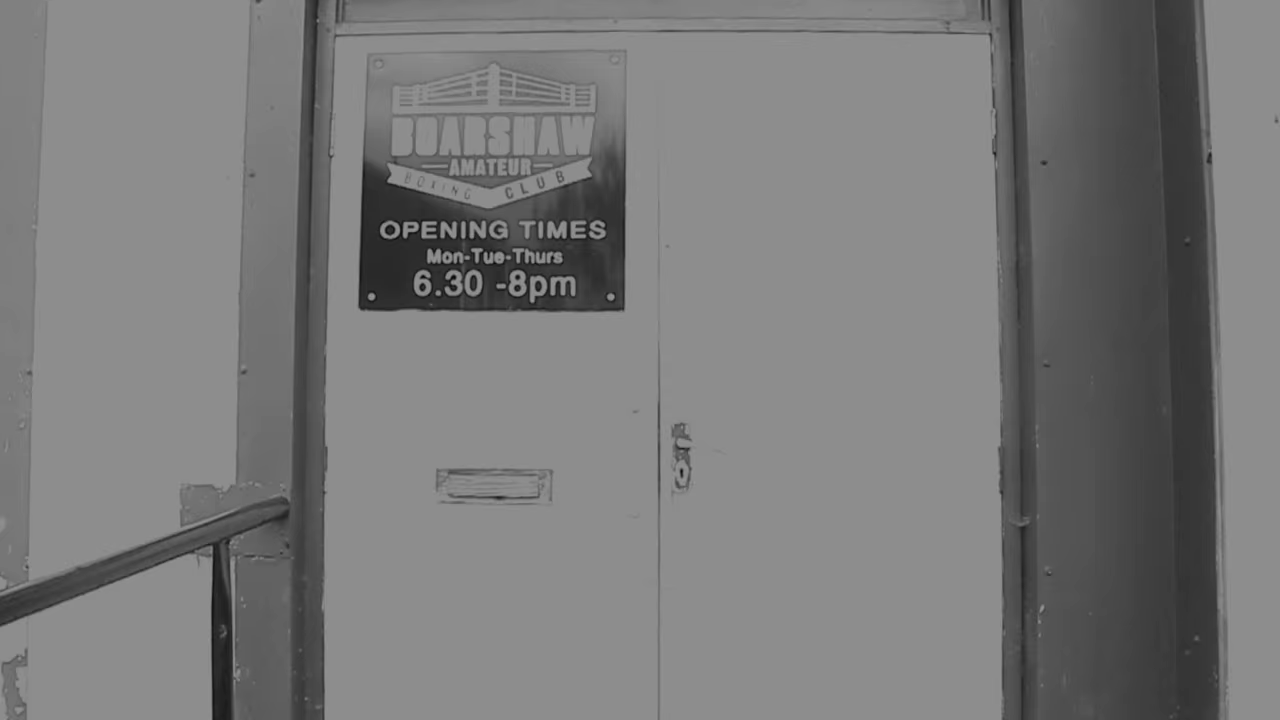 BOARSHAW
AMATEUR
BOXING CLUB
OPENING TIMES
Mon-Tue-Thurs
6.30 -8pm